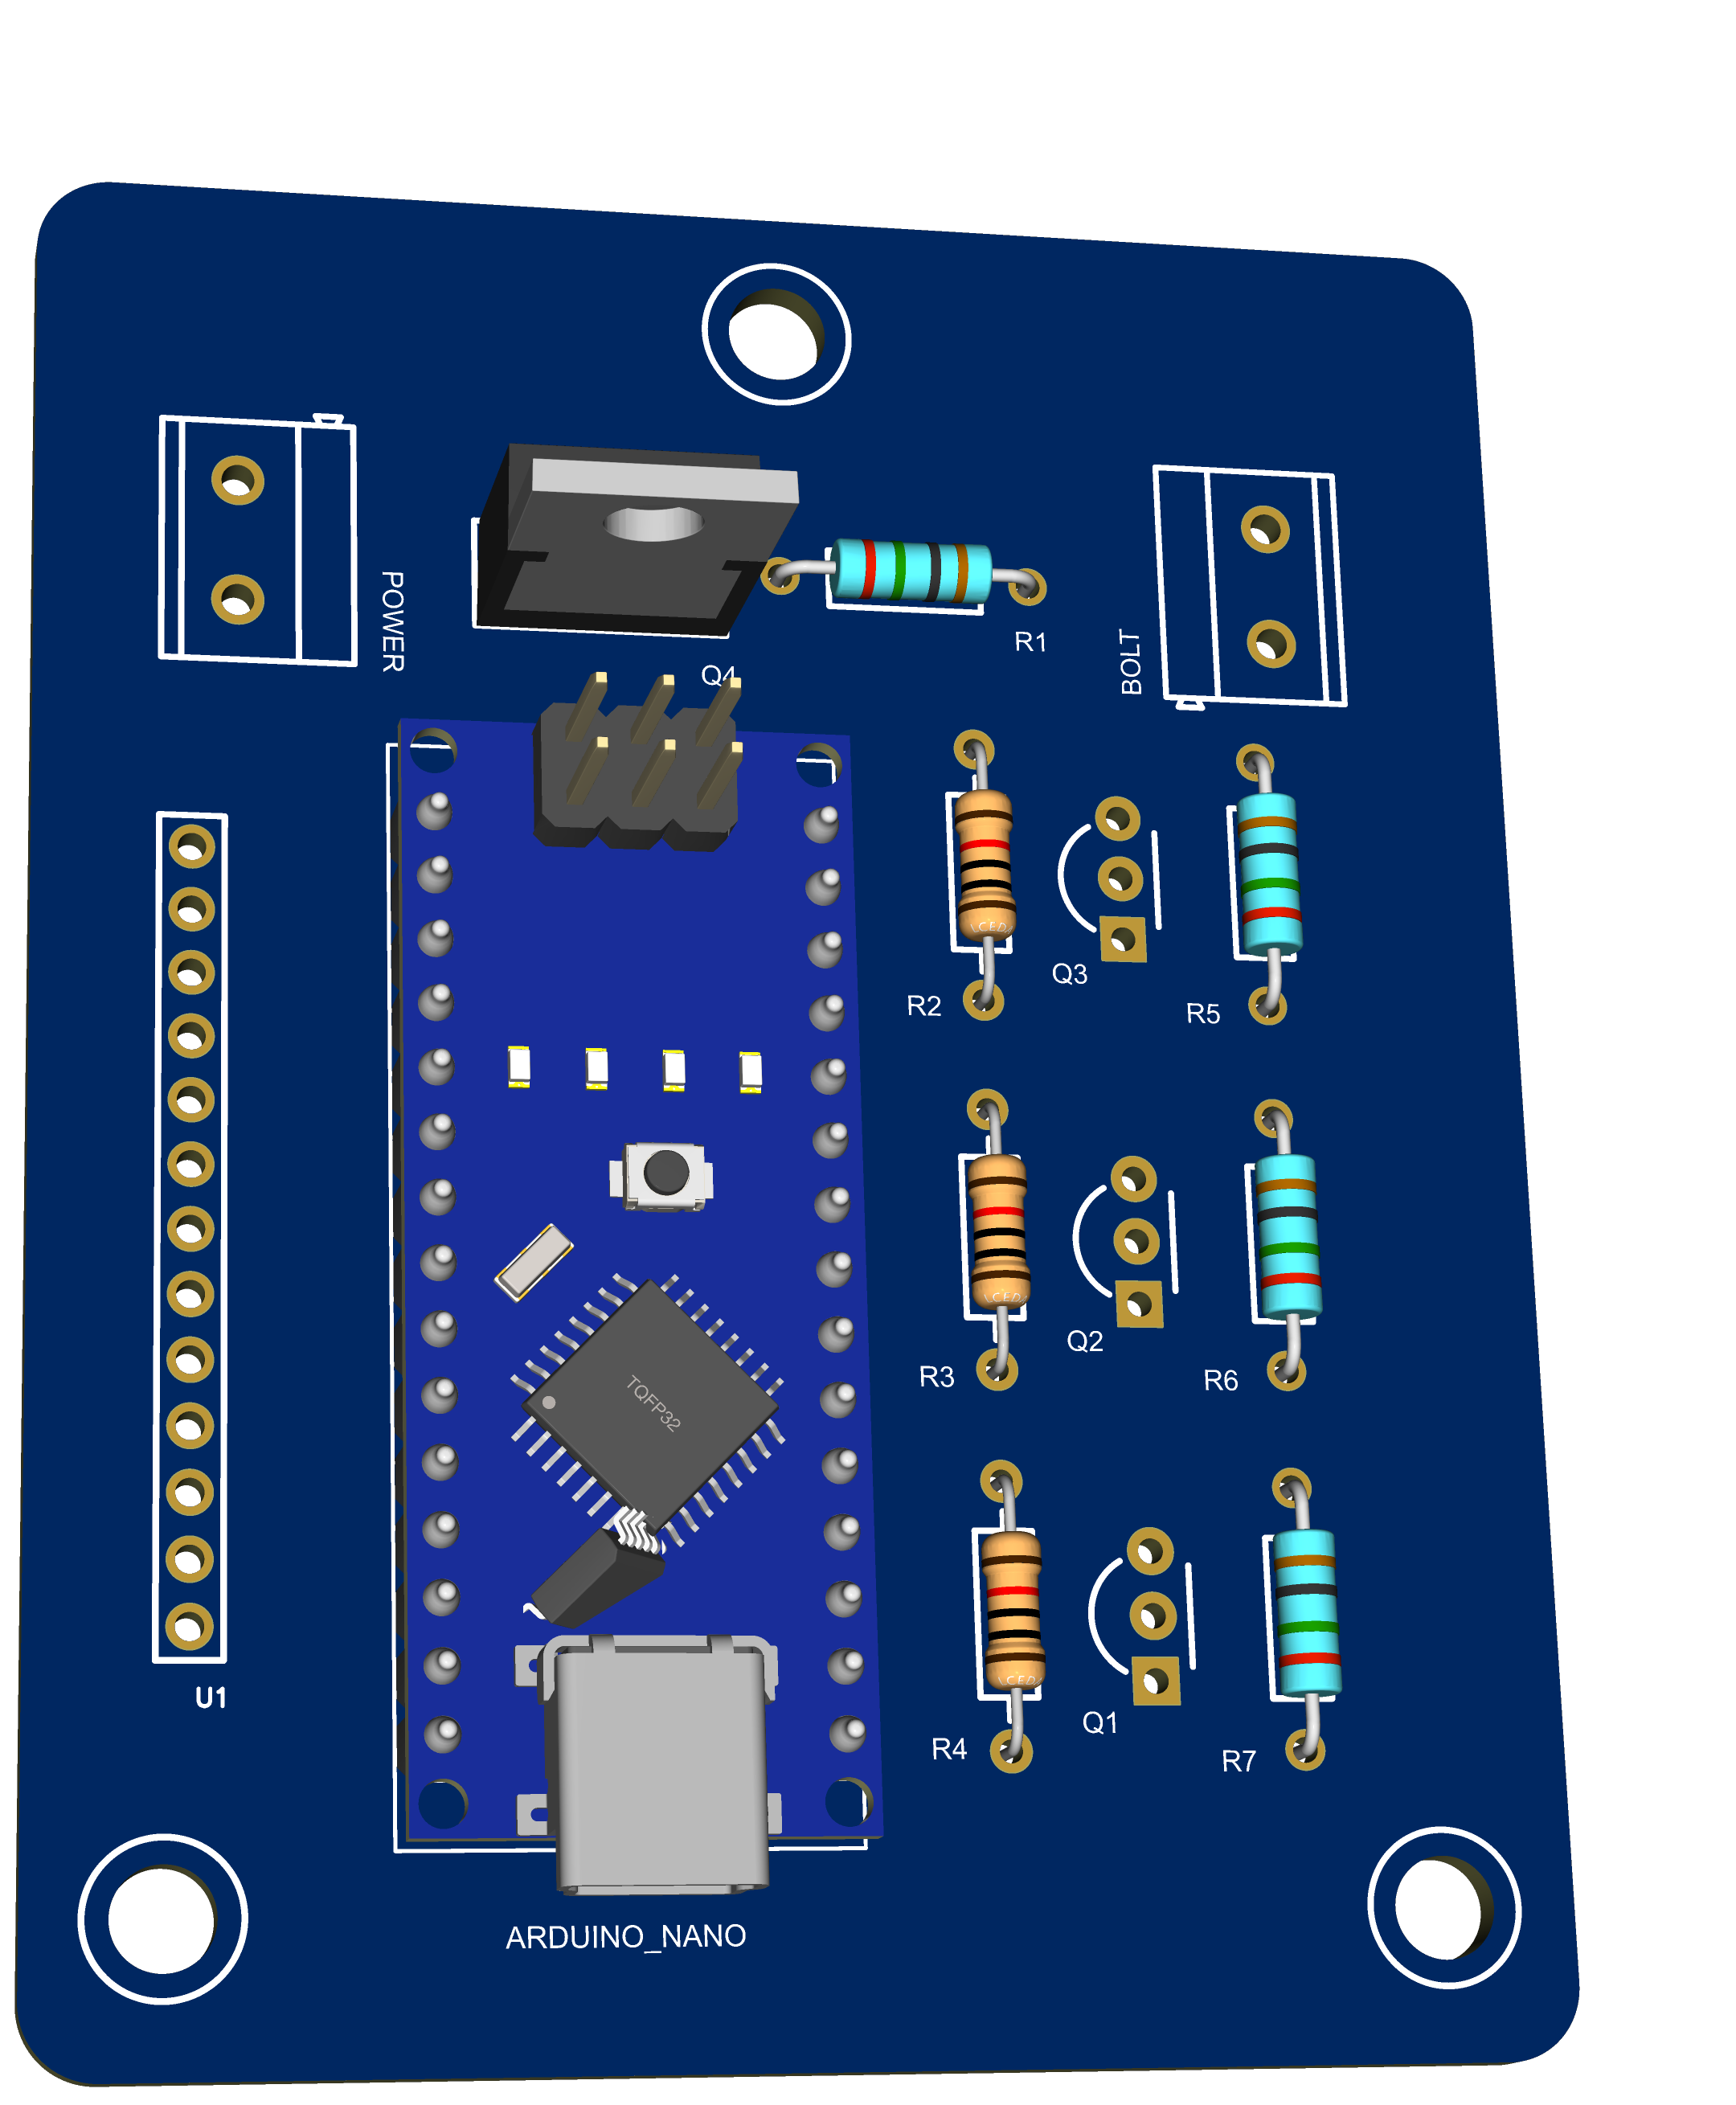 POWER
Q4
R1
BOLT
R2
Q3
R5
R3
Q2
R6
TQFP32
R4
Q1
R7
U1
ARDUINO_NANO